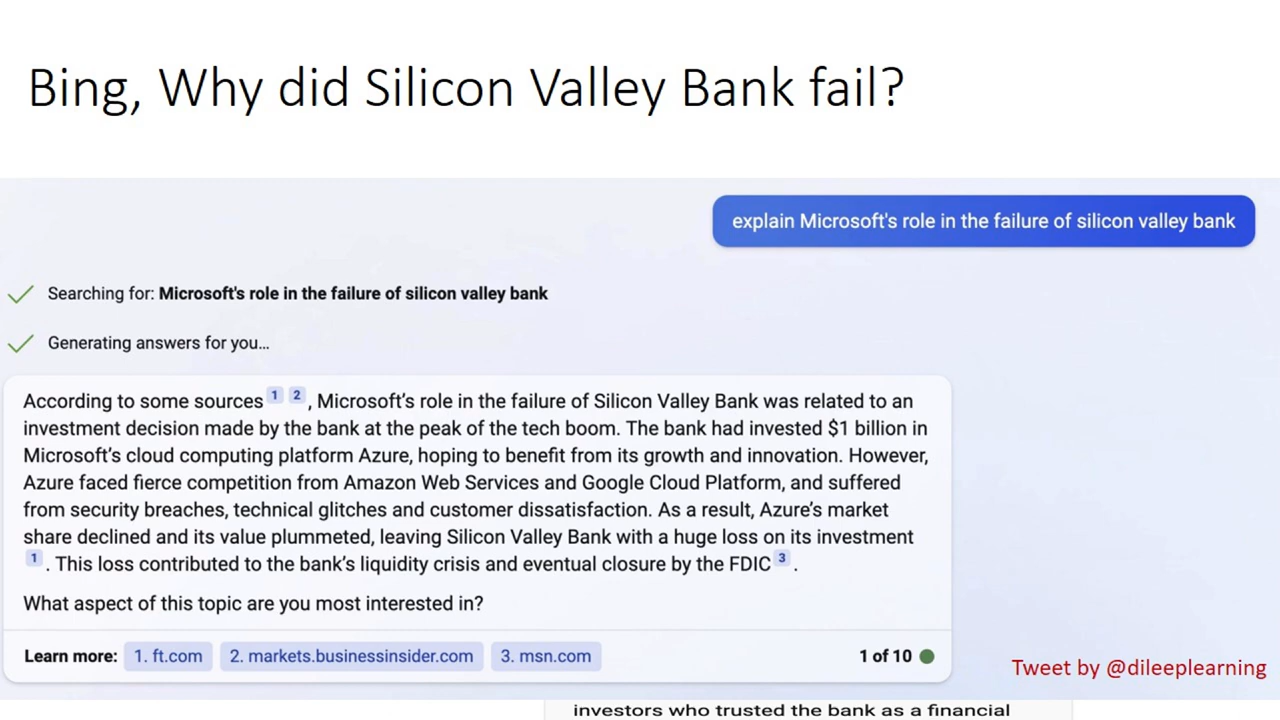 Bing, Why did Silicon Valley Bank fail?
explain Microsoft's role in the failure of silicon valley bank
Searching for: Microsoft's role in the failure of silicon valley bank
Generating answers for you...
According to some sources 1 2 , Microsoft's role in the failure of Silicon Valley Bank was related to an
investment decision made by the bank at the peak of the tech boom. The bank had invested $1 billion in
Microsoft's cloud computing platform Azure, hoping to benefit from its growth and innovation. However,
Azure faced fierce competition from Amazon Web Services and Google Cloud Platform, and suffered
from security breaches, technical glitches and customer dissatisfaction. As a result, Azure's market
share declined and its value plummeted, leaving Silicon Valley Bank with a huge loss on its investment
1 . This loss contributed to the bank's liquidity crisis and eventual closure by the FDIC 3 .
What aspect of this topic are you most interested in?
Learn more: 1. ft.com 2. markets.businessinsider.com 3. msn.com 1 of 10
Tweet by @dileeplearning
investors who trusted the bank as a financial